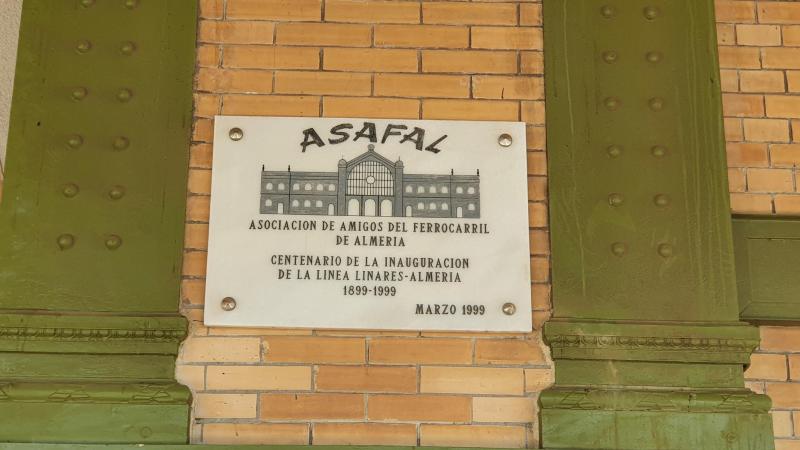 ASAFAL
ASOCIACION DE AMIGOS DEL FERROCARRIL
DE ALMERIA
CENTENARIO DE LA INAUGURACION
DE LA LINEA LINARES-ALMERIA
1899-1999
MARZO 1999